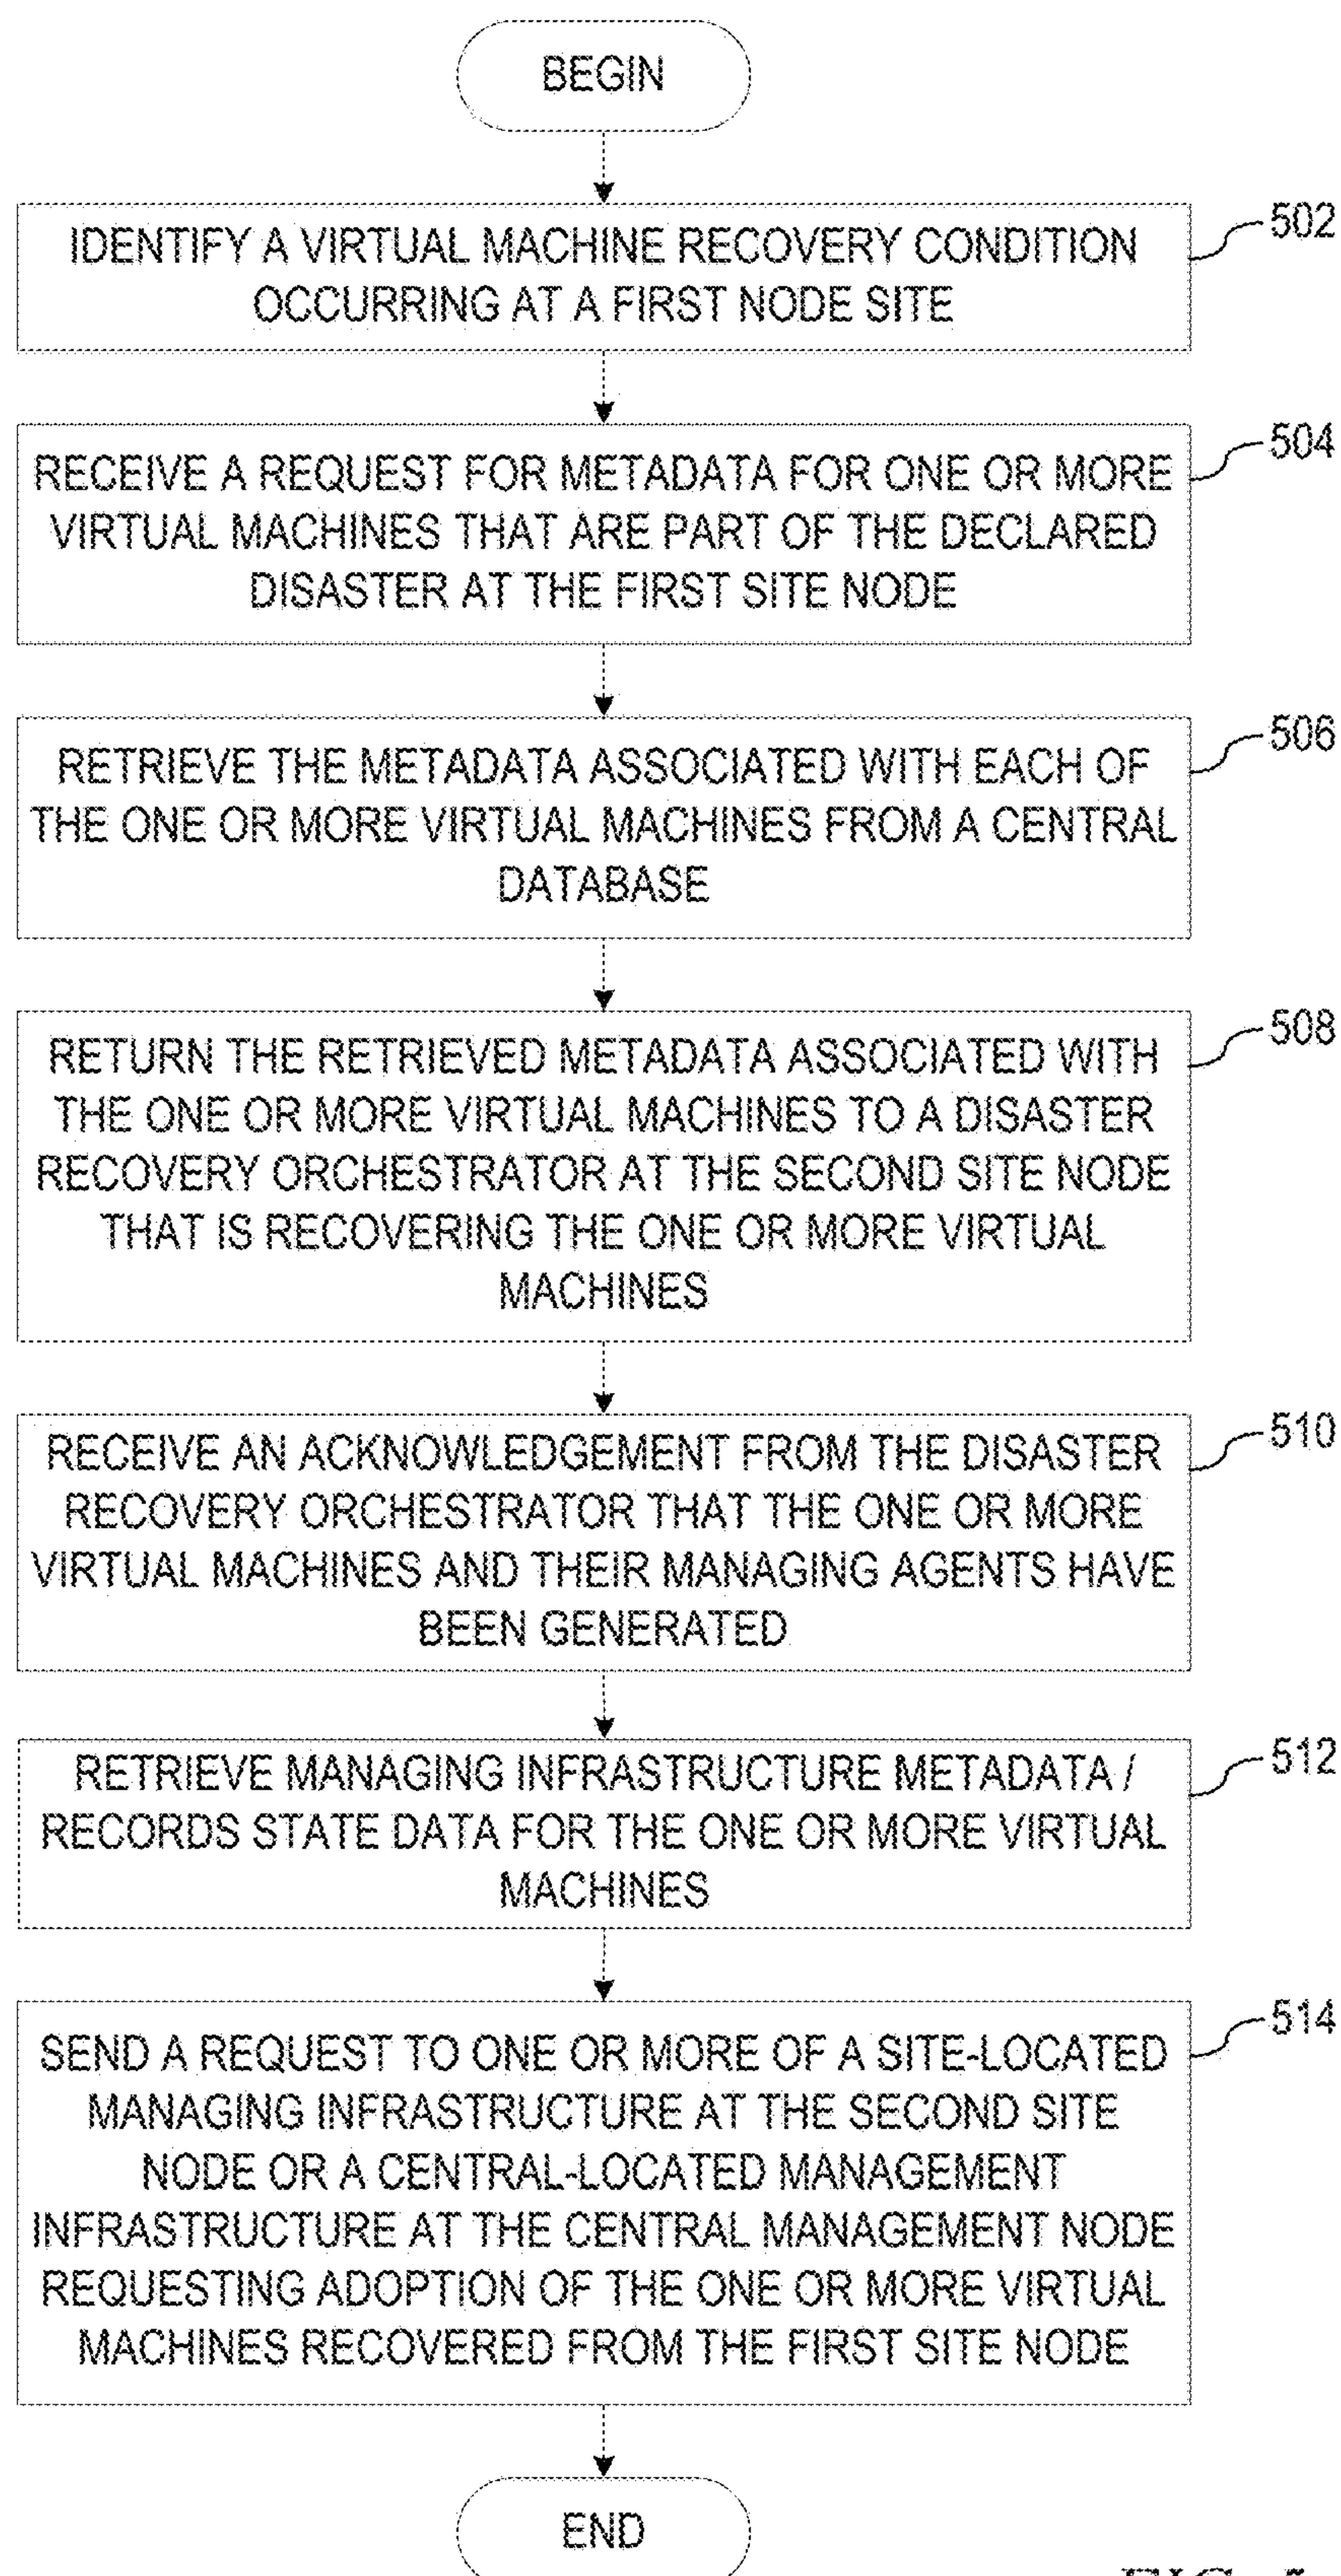 BEGIN
IDENTIFY A VIRTUAL MACHINE RECOVERY CONDITION
OCCURRING AT A FIRST NODE SITE
502
RECEIVE A REQUEST FOR METADATA FOR ONE OR MORE
VIRTUAL MACHINES THAT ARE PART OF THE DECLARED
DISASTER AT THE FIRST SITE NODE
504
RETRIEVE THE METADATA ASSOCIATED WITH EACH OF
THE ONE OR MORE VIRTUAL MACHINES FROM A CENTRAL
DATABASE
506
RETURN THE RETRIEVED METADATA ASSOCIATED WITH
THE ONE OR MORE VIRTUAL MACHINES TO A DISASTER
RECOVERY ORCHESTRATOR AT THE SECOND SITE NODE
THAT IS RECOVERING THE ONE OR MORE VIRTUAL
MACHINES
508
RECEIVE AN ACKNOWLEDGEMENT FROM THE DISASTER
RECOVERY ORCHESTRATOR THAT THE ONE OR MORE
VIRTUAL MACHINES AND THEIR MANAGING AGENTS HAVE
BEEN GENERATED
510
RETRIEVE MANAGING INFRASTRUCTURE METADATA /
RECORDS STATE DATA FOR THE ONE OR MORE VIRTUAL
MACHINES
512
SEND A REQUEST TO ONE OR MORE OF A SITE-LOCATED
MANAGING INFRASTRUCTURE AT THE SECOND SITE
NODE OR A CENTRAL-LOCATED MANAGEMENT
INFRASTRUCTURE AT THE CENTRAL MANAGEMENT NODE
REQUESTING ADOPTION OF THE ONE OR MORE VIRTUAL
MACHINES RECOVERED FROM THE FIRST SITE NODE
514
END